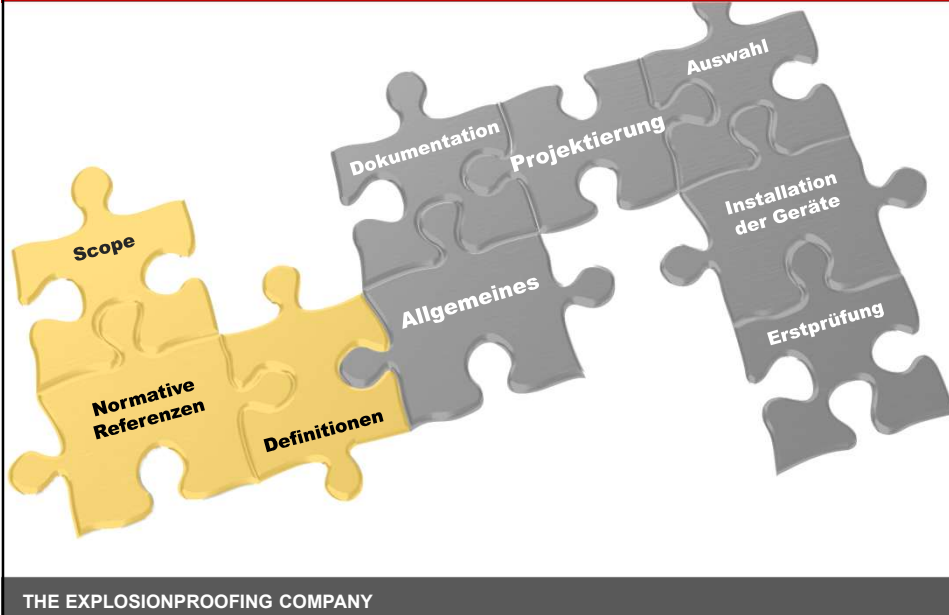 Scope
Normative
Referenzen
Definitionen
Allgemeines
Dokumentation
Projektierung
Auswahl
Installation
der Geräte
Erstprüfung
THE EXPLOSIONPROOFING COMPANY